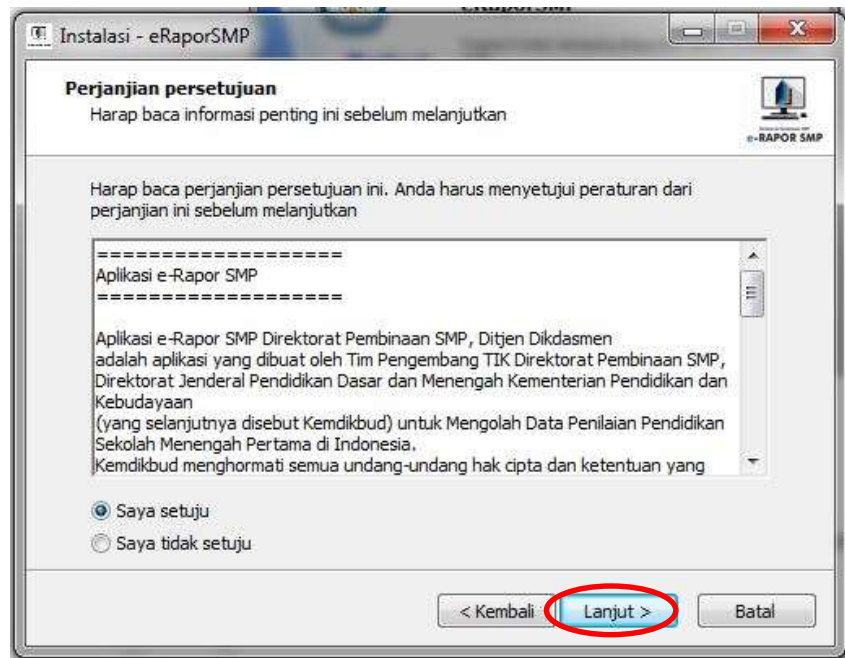 Instalasi - eRaporSMP
Perjanjian persetujuan
Harap baca informasi penting ini sebelum melanjutkan
e-RAPOR SMP
Harap baca perjanjian persetujuan ini. Anda harus menyetujui peraturan dari
perjanjian ini sebelum melanjutkan
===================
Aplikasi e-Rapor SMP
===================
Aplikasi e-Rapor SMP Direktorat Pembinaan SMP, Ditjen Dikdasmen
adalah aplikasi yang dibuat oleh Tim Pengembang TIK Direktorat Pembinaan SMP,
Direktorat Jenderal Pendidikan Dasar dan Menengah Kementerian Pendidikan dan
Kebudayaan
(yang selanjutnya disebut Kemdikbud) untuk Mengolah Data Penilaian Pendidikan
Sekolah Menengah Pertama di Indonesia.
Kemdikbud menghormati semua undang-undang hak cipta dan ketentuan yang
Saya setuju
Saya tidak setuju
< Kembali
Lanjut >
Batal